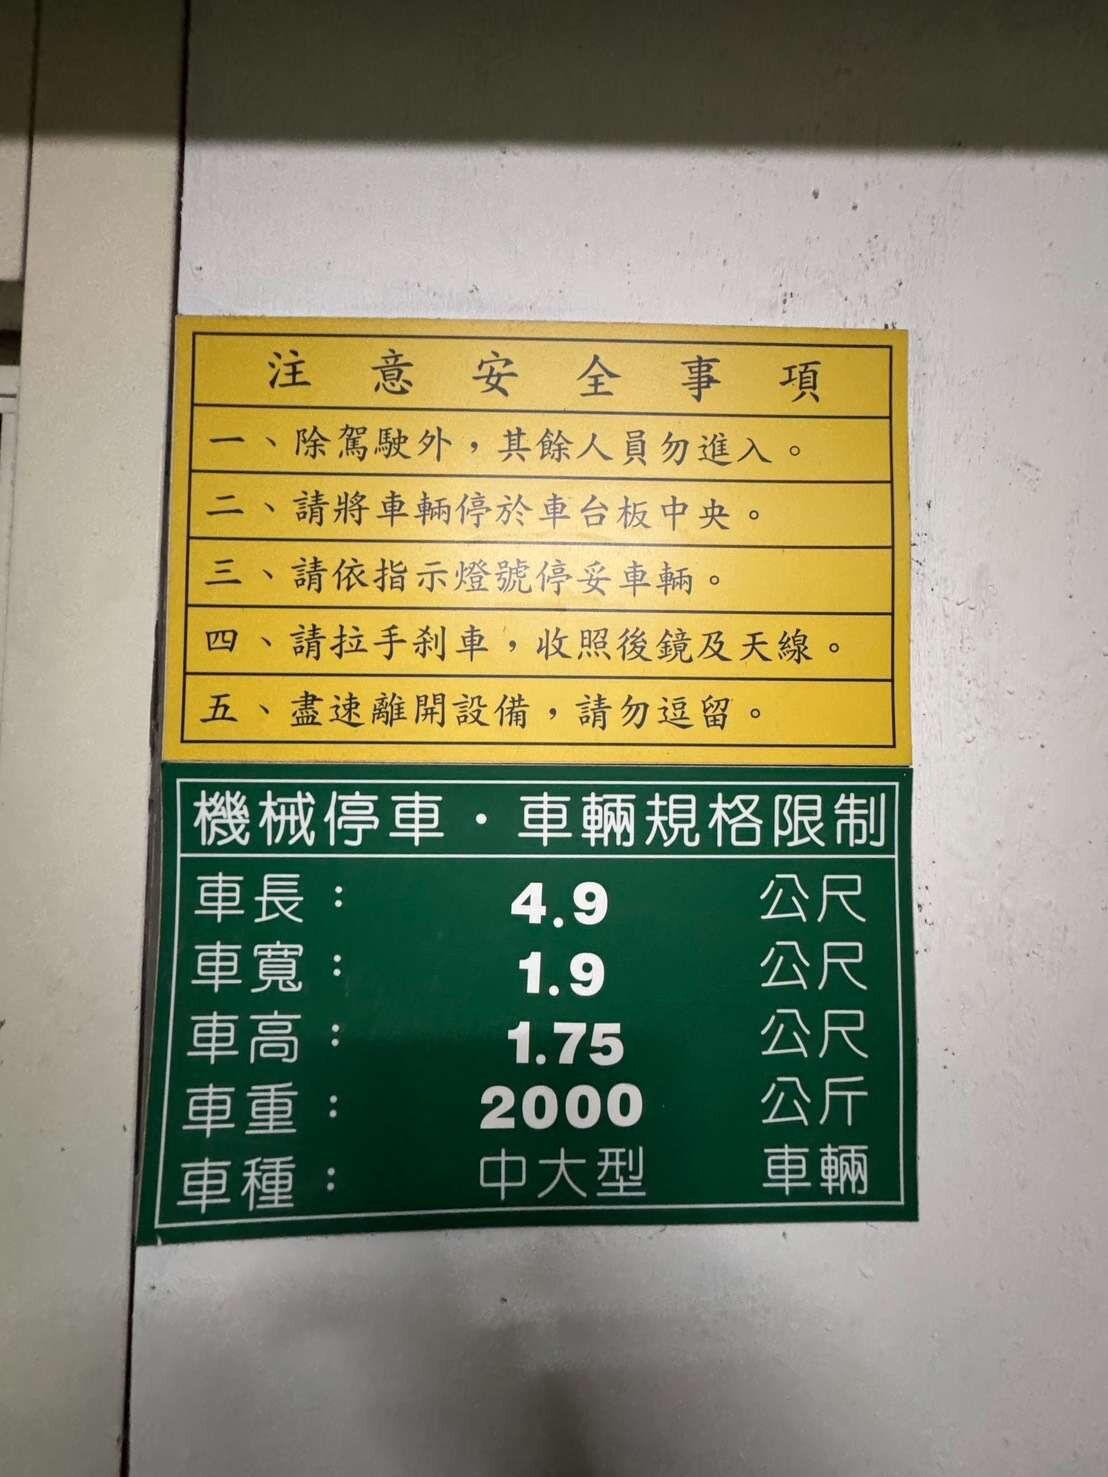 注意安全事項
一、除駕駛外，其餘人員勿進入。
二、請將車輛停於車台板中央。
三、請依指示燈號停妥車輛。
四、請拉手剎車，收照後鏡及天線。
五、盡速離開設備，請勿逗留。
機械停車・車輛規格限制
車長： 4.9 公尺
車寬： 1.9 公尺
車高： 1.75 公尺
車重： 2000 公斤
車種： 中大型 車輛